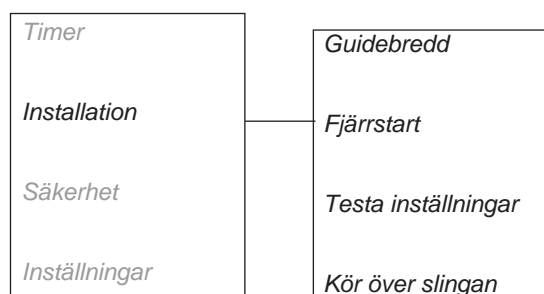 Timer
Installation
Säkerhet
Inställningar
Guidebredd
Fjärrstart
Testa inställningar
Kör över slingan